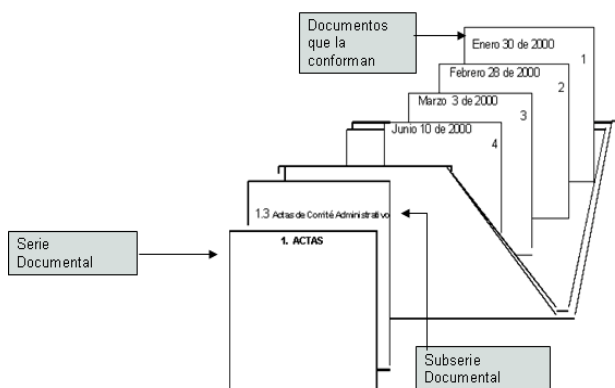 Documentos
que la
conforman
Enero 30 de 2000
1
Febrero 28 de 2000
2
Marzo 3 de 2000
3
Junio 10 de 2000
4
1.3 Actas de Corrité Administrativo
1. ACTAS
Serie
Documental
Subserie
Documental